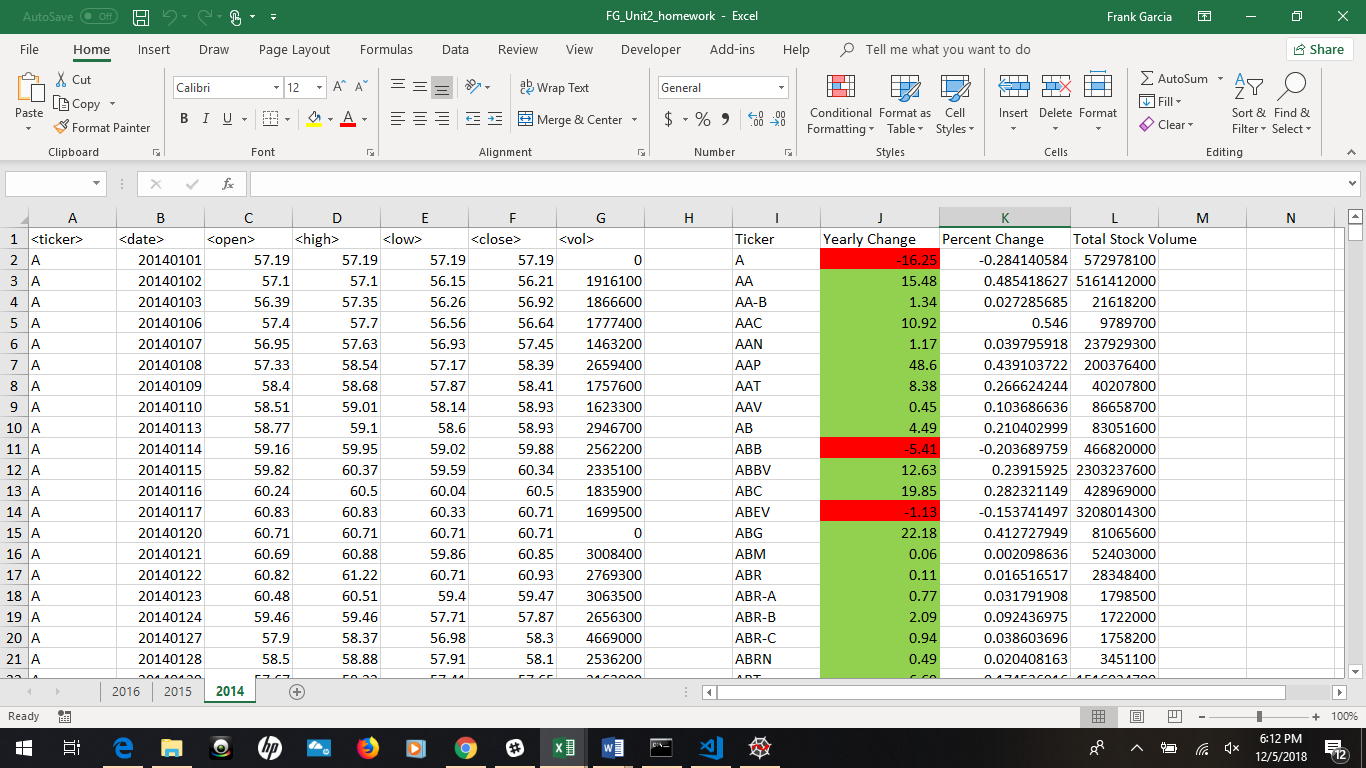 AutoSave Off FG_Unit2_homework - Excel Frank Garcia
File Home Insert Draw Page Layout Formulas Data Review View Developer Add-ins Help Tell me what you want to do Share
Paste Cut Copy Format Painter
Calibri 12 A A
B I U A
Wrap Text
Merge & Center
General
$ % ,
Conditional Formatting Format as Table Cell Styles
Insert Delete Format
AutoSum Fill Clear
Sort & Filter Find & Select
Clipboard Font Alignment Number Styles Cells Editing
fx
A B C D E F G H I J K L M N
1 <ticker> <date> <open> <high> <low> <close> <vol> Ticker Yearly Change Percent Change Total Stock Volume
2 A 20140101 57.19 57.19 57.19 57.19 0 A -16.25 -0.284140584 572978100
3 A 20140102 57.1 57.1 56.15 56.21 1916100 AA 15.48 0.485418627 5161412000
4 A 20140103 56.39 57.35 56.26 56.92 1866600 AA-B 1.34 0.027285685 21618200
5 A 20140106 57.4 57.7 56.56 56.64 1777400 AAC 10.92 0.546 9789700
6 A 20140107 56.95 57.63 56.93 57.45 1463200 AAN 1.17 0.039795918 237929300
7 A 20140108 57.33 58.54 57.17 58.39 2659400 AAP 48.6 0.439103722 200376400
8 A 20140109 58.4 58.68 57.87 58.41 1757600 AAT 8.38 0.266624244 40207800
9 A 20140110 58.51 59.01 58.14 58.93 1623300 AAV 0.45 0.103686636 86658700
10 A 20140113 58.77 59.1 58.6 58.93 2946700 AB 4.49 0.210402999 83051600
11 A 20140114 59.16 59.95 59.02 59.88 2562200 ABB -5.41 -0.203689759 466820000
12 A 20140115 59.82 60.37 59.59 60.34 2335100 ABBV 12.63 0.23915925 2303237600
13 A 20140116 60.24 60.5 60.04 60.5 1835900 ABC 19.85 0.282321149 428969000
14 A 20140117 60.83 60.83 60.33 60.71 1699500 ABEV -1.13 -0.153741497 3208014300
15 A 20140120 60.71 60.71 60.71 60.71 0 ABG 22.18 0.412727949 81065600
16 A 20140121 60.69 60.88 59.86 60.85 3008400 ABM 0.06 0.002098636 52403000
17 A 20140122 60.82 61.22 60.71 60.93 2769300 ABR 0.11 0.016516517 28348400
18 A 20140123 60.48 60.51 59.4 59.47 3063500 ABR-A 0.77 0.031791908 1798500
19 A 20140124 59.46 59.46 57.71 57.87 2656300 ABR-B 2.09 0.092436975 1722000
20 A 20140127 57.9 58.37 56.98 58.3 4669000 ABR-C 0.94 0.038603696 1758200
21 A 20140128 58.5 58.88 57.91 58.1 2536200 ABRN 0.49 0.020408163 3451100
2016 2015 2014
Ready 100%
6:12 PM
12/5/2018
12